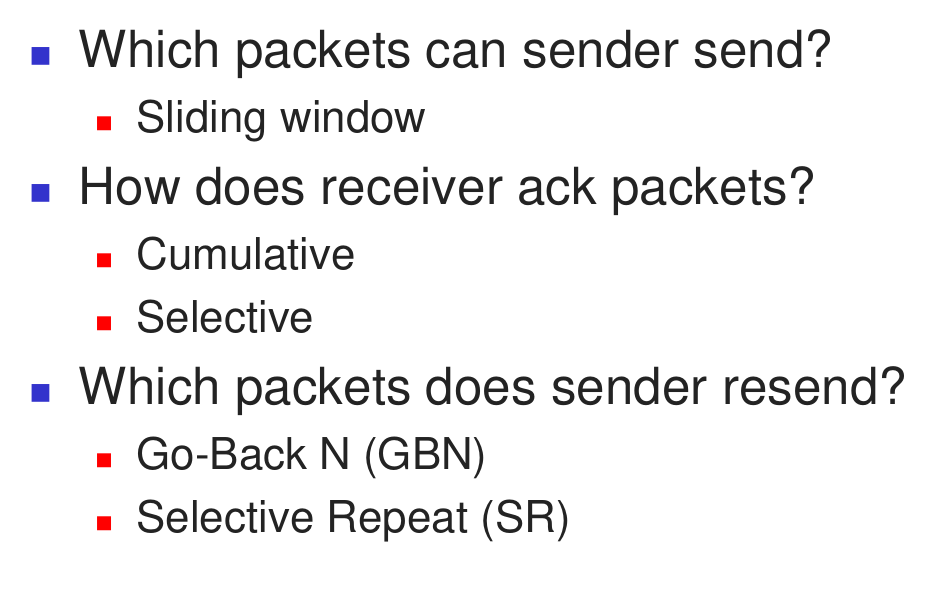 Which packets can sender send?
Sliding window
How does receiver ack packets?
Cumulative
Selective
Which packets does sender resend?
Go-Back N (GBN)
Selective Repeat (SR)